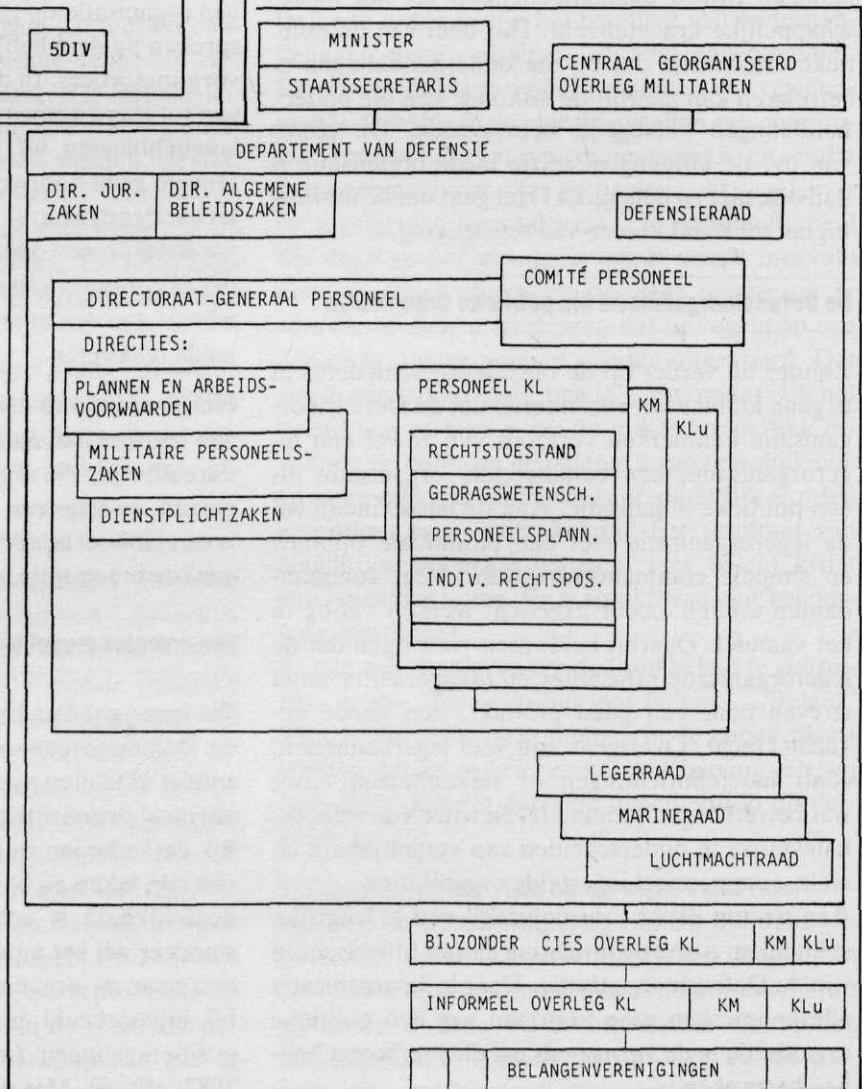 5DIV
MINISTER
STAATSSECRETARIS
CENTRAAL GEORGANISEERD
OVERLEG MILITAIREN
DEPARTEMENT VAN DEFENSIE
DIR. JUR.
ZAKEN
DIR. ALGEMENE
BELEIDSZAKEN
DEFENSIERAAD
COMITÉ PERSONEEL
DIRECTORAAT-GENERAAL PERSONEEL
DIRECTIES:
PLANNEN EN ARBEIDS-
VOORWAARDEN
MILITAIRE PERSONEELS-
ZAKEN
DIENSTPLICHTZAKEN
PERSONEEL KL
KM
KLu
RECHTSTOESTAND
GEDRAGSWETENSCH.
PERSONEELSPLANN.
INDIV. RECHTSPOS.
LEGERRAAD
MARINERAAD
LUCHTMACHTRAAD
BIJZONDER CIES OVERLEG KL KM KLu
INFORMEEL OVERLEG KL KM KLu
BELANGENVERENIGINGEN